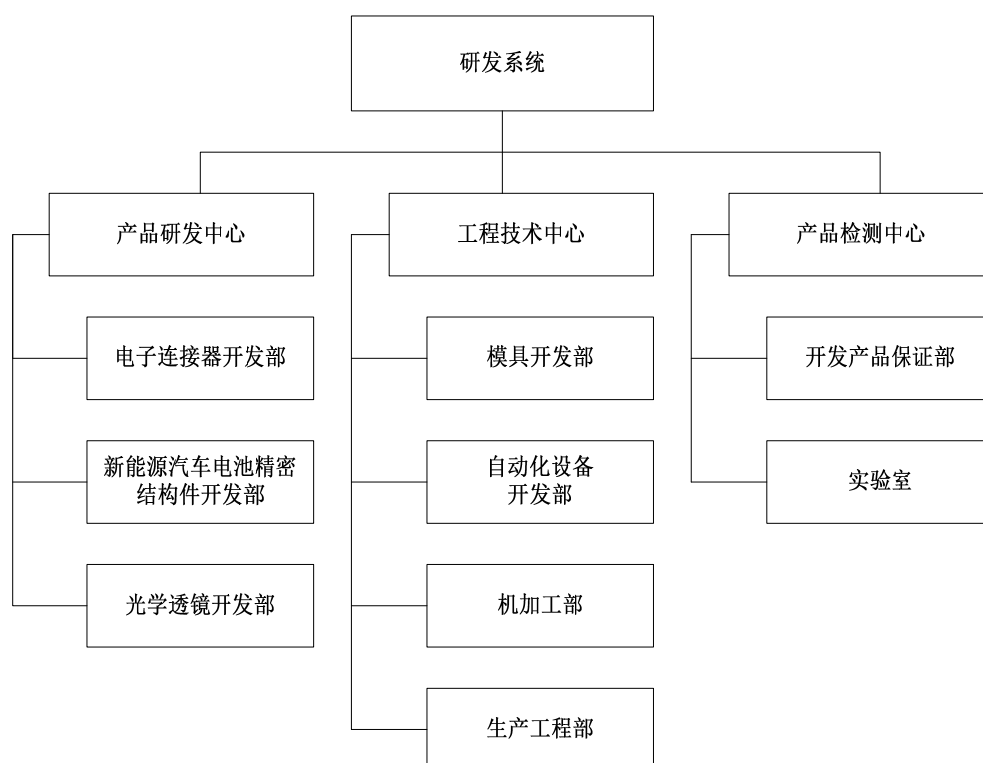 研发系统
产品研发中心
工程技术中心
产品检测中心
电子连接器开发部
模具开发部
开发产品保证部
新能源汽车电池精密
结构件开发部
自动化设备
开发部
实验室
光学透镜开发部
机加工部
生产工程部